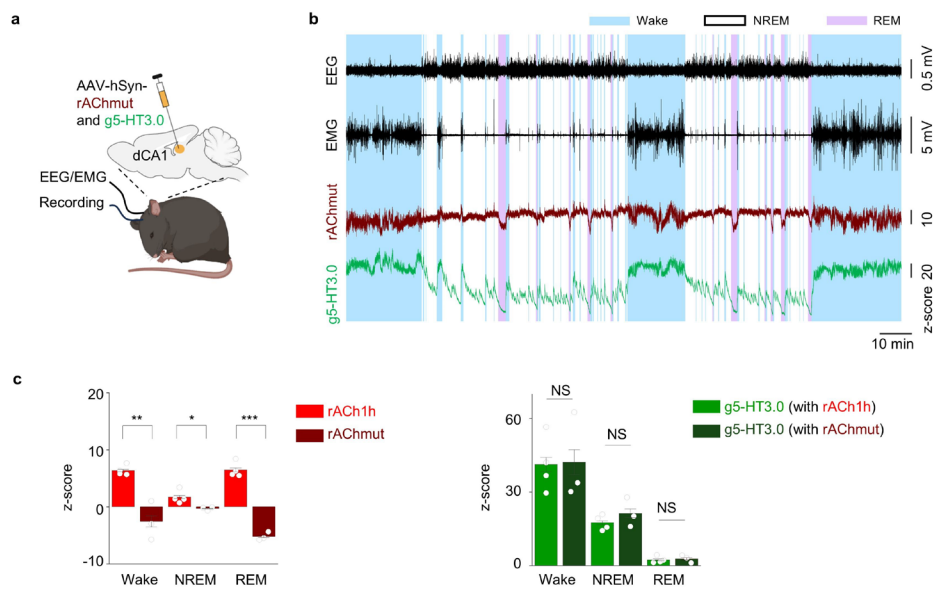 a
AAV-hSyn-
rAChmut
and g5-HT3.0
dCA1
EEG/EMG
Recording
b
Wake
NREM
REM
EEG
0.5 mV
EMG
5 mV
rAChmut
10
g5-HT3.0
z-score 20
10 min
c
20
10
0
-10
z-score
**
*
***
rACh1h
rAChmut
Wake
NREM
REM
60
30
0
z-score
NS
NS
NS
g5-HT3.0 (with rACh1h)
g5-HT3.0 (with rAChmut)
Wake
NREM
REM